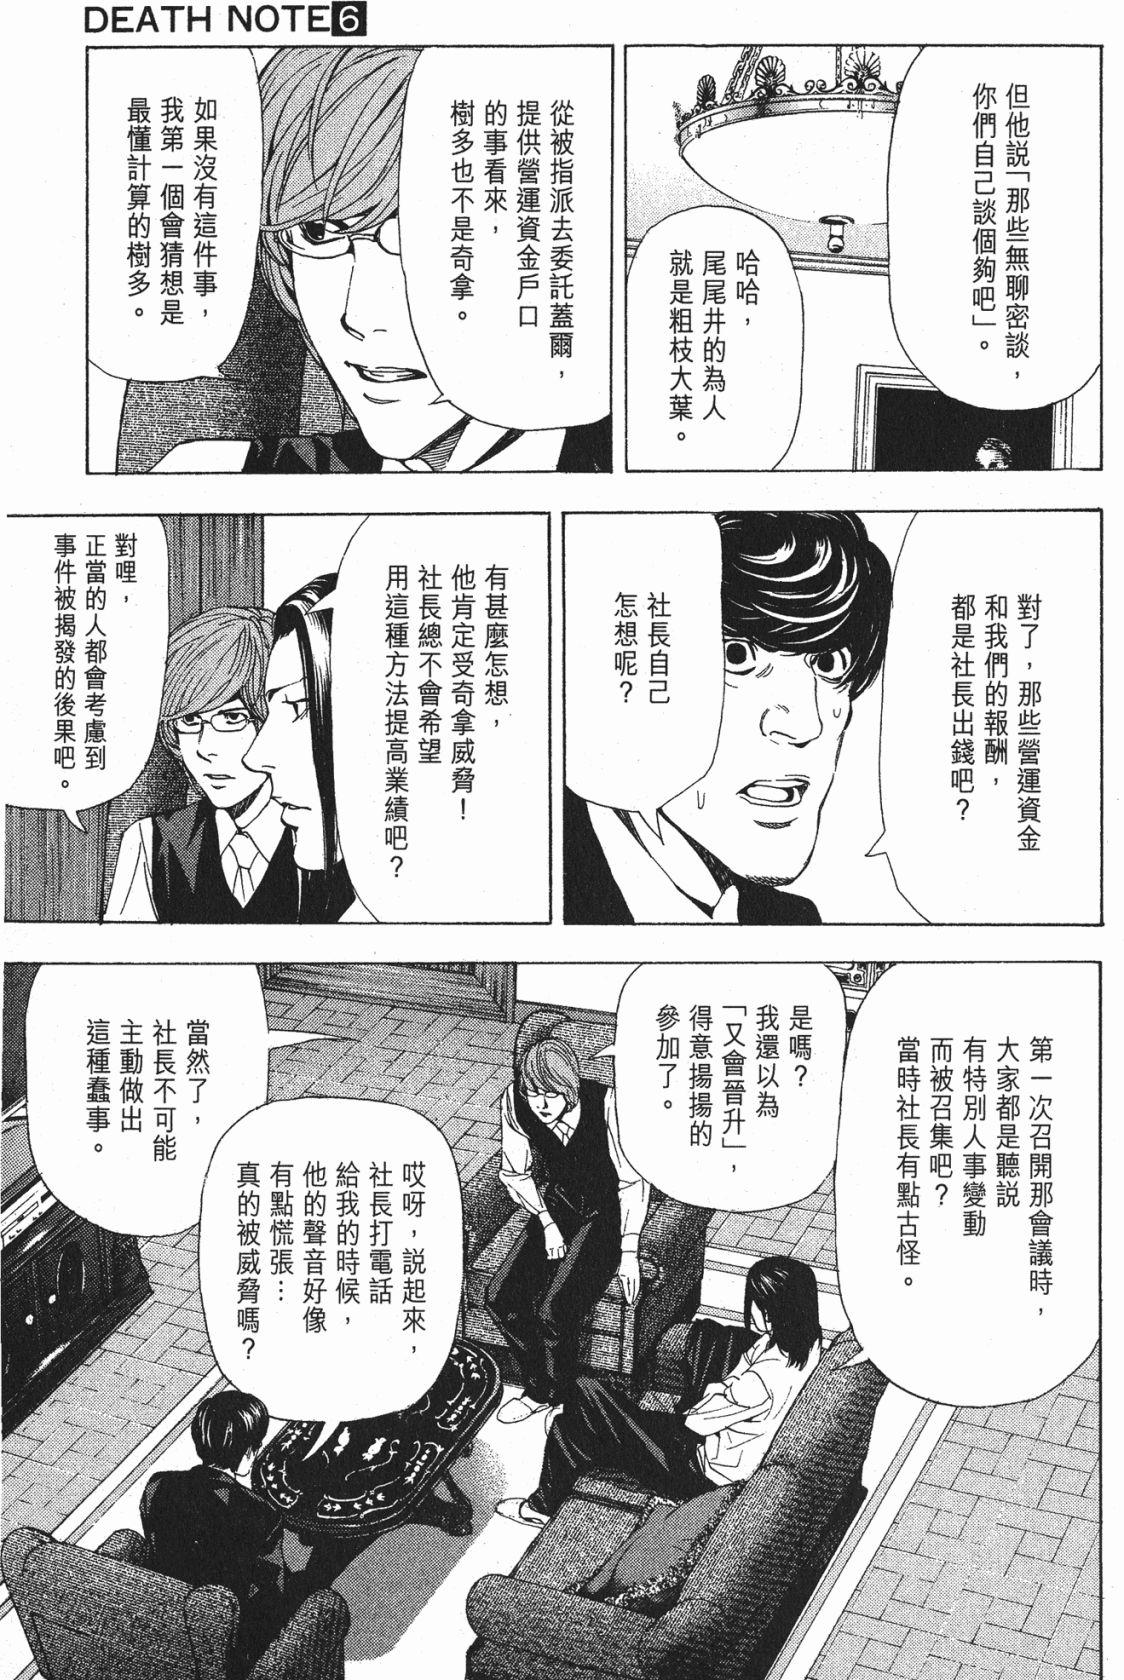 DEATH NOTE 6
但他說「那些無聊密談，
你們自己談個夠吧」。
哈哈，
尾尾井的為人
就是粗枝大葉。
從被指派去委託蓋爾，
提供營運資金戶口
的事看來，
樹多也不是奇拿。
如果沒有這件事，
我第一個會猜想是
最懂計算的樹多。
對了，那些營運資金
和我們的報酬，
都是社長出錢吧？
社長自己
怎想呢？
有甚麼怎想，
他肯定受奇拿威脅！
社長總不會希望
用這種方法提高業績吧？
對哩，
正當的人都會考慮到
事件被揭發的後果吧。
第一次召開那會議時，
大家都是聽說
有特別人事變動
而被召集吧？
當時社長有點古怪。
是嗎？
我還以為
「又會晉升」，
得意揚揚的
參加了。
哎呀，說起來，
社長打電話
給我的時候，
他的聲音好像
有點慌張…
真的被威脅嗎？
當然了，
社長不可能
主動做出
這種蠢事。